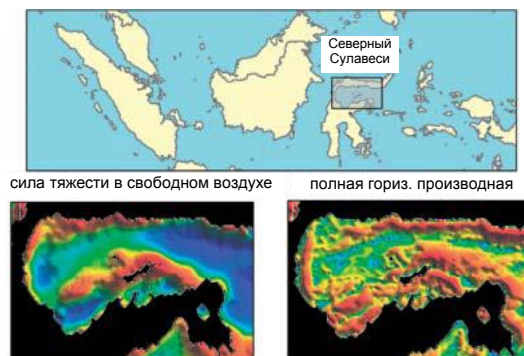 Северный
Сулавеси
сила тяжести в свободном воздухе
полная гориз. производная